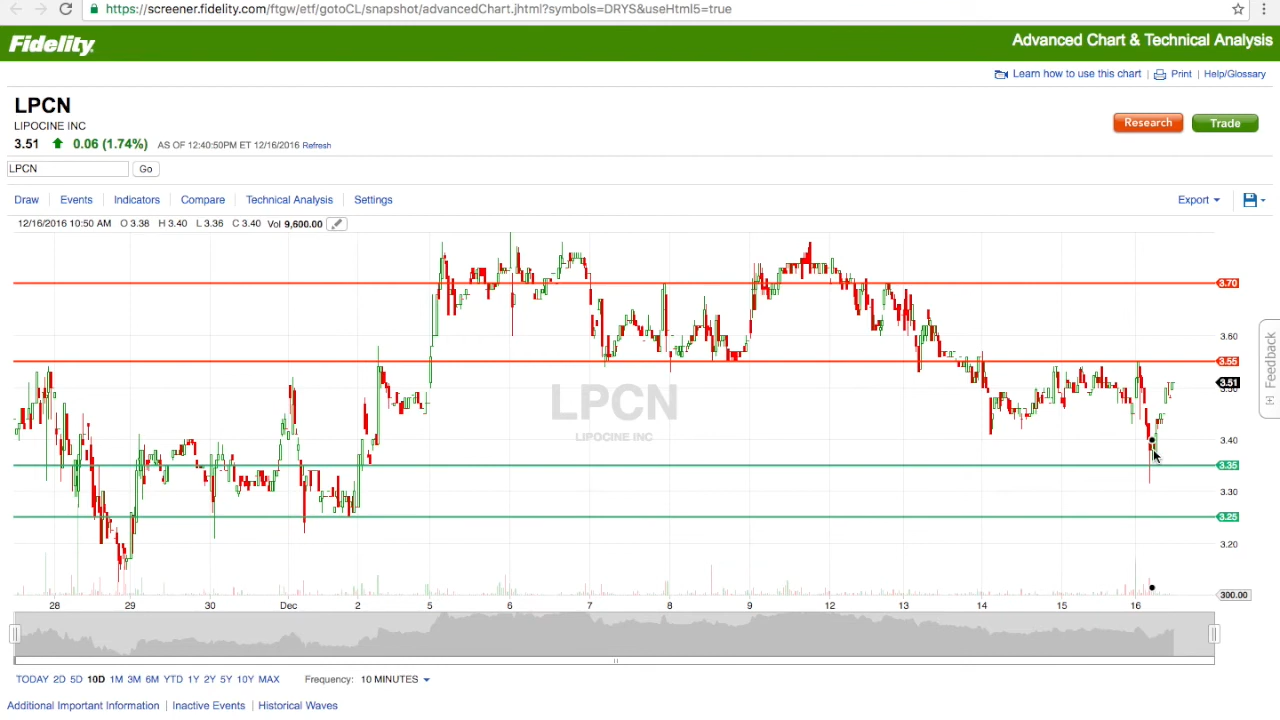 https://screener.fidelity.com/ftgw/etf/gotoCL/snapshot/advancedChart.jhtml?symbols=DRYS&useHtml5=true
Fidelity
Advanced Chart & Technical Analysis
Learn how to use this chart | Print | Help/Glossary
LPCN
LIPOCINE INC
3.51 0.06 (1.74%) AS OF 12:40:50PM ET 12/16/2016 Refresh
Research Trade
LPCN Go
Draw Events Indicators Compare Technical Analysis Settings Export
12/16/2016 10:50 AM O 3.38 H 3.40 L 3.36 C 3.40 Vol 9,600.00
3.70
3.60
3.55
3.51
3.50
3.40
3.35
3.30
3.25
3.20
300.00
LPCN
LIPOCINE INC
[+] Feedback
28 29 30 Dec 2 5 6 7 8 9 12 13 14 15 16
TODAY 2D 5D 10D 1M 3M 6M YTD 1Y 2Y 5Y 10Y MAX Frequency: 10 MINUTES
Additional Important Information | Inactive Events | Historical Waves